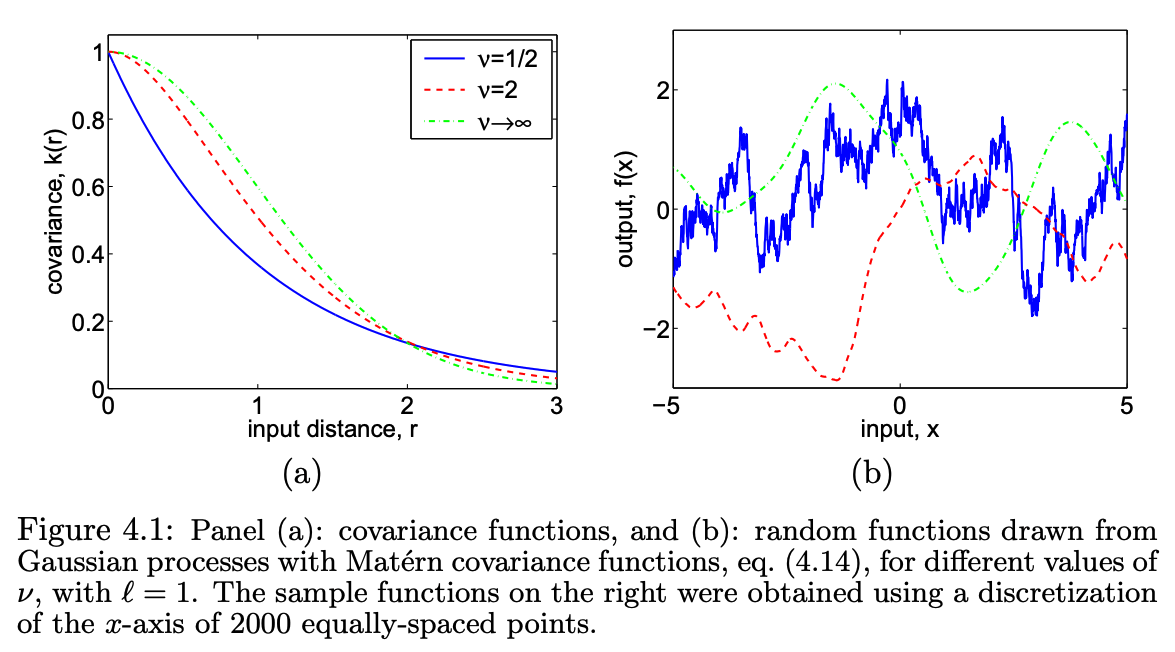 1
0.8
0.6
0.4
0.2
0
0 1 2 3
covariance, k(r)
input distance, r
ν=1/2
ν=2
ν→∞
(a)
2
0
−2
−5 0 5
output, f(x)
input, x
(b)
Figure 4.1: Panel (a): covariance functions, and (b): random functions drawn from
Gaussian processes with Matérn covariance functions, eq. (4.14), for different values of
ν, with ℓ = 1. The sample functions on the right were obtained using a discretization
of the x-axis of 2000 equally-spaced points.